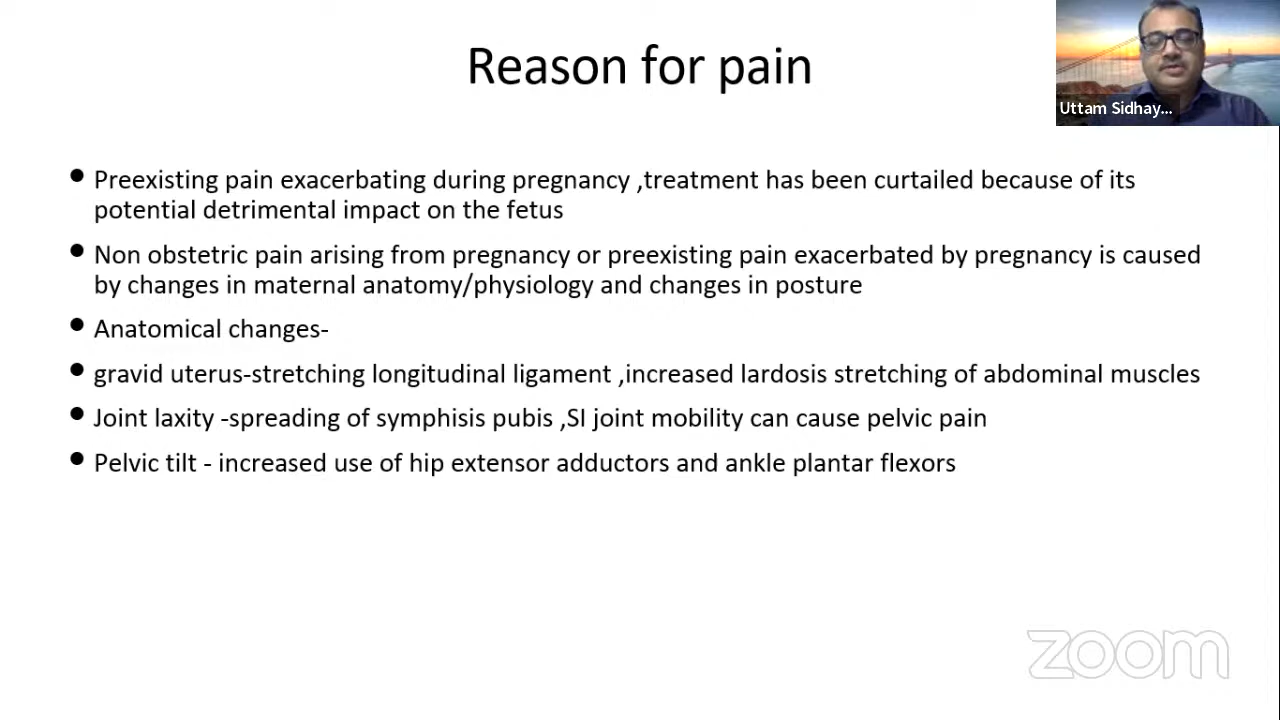 Reason for pain
Uttam Sidhay...
• Preexisting pain exacerbating during pregnancy ,treatment has been curtailed because of its
potential detrimental impact on the fetus
• Non obstetric pain arising from pregnancy or preexisting pain exacerbated by pregnancy is caused
by changes in maternal anatomy/physiology and changes in posture
• Anatomical changes-
• gravid uterus-stretching longitudinal ligament ,increased lardosis stretching of abdominal muscles
• Joint laxity -spreading of symphisis pubis ,SI joint mobility can cause pelvic pain
• Pelvic tilt - increased use of hip extensor adductors and ankle plantar flexors
zoom